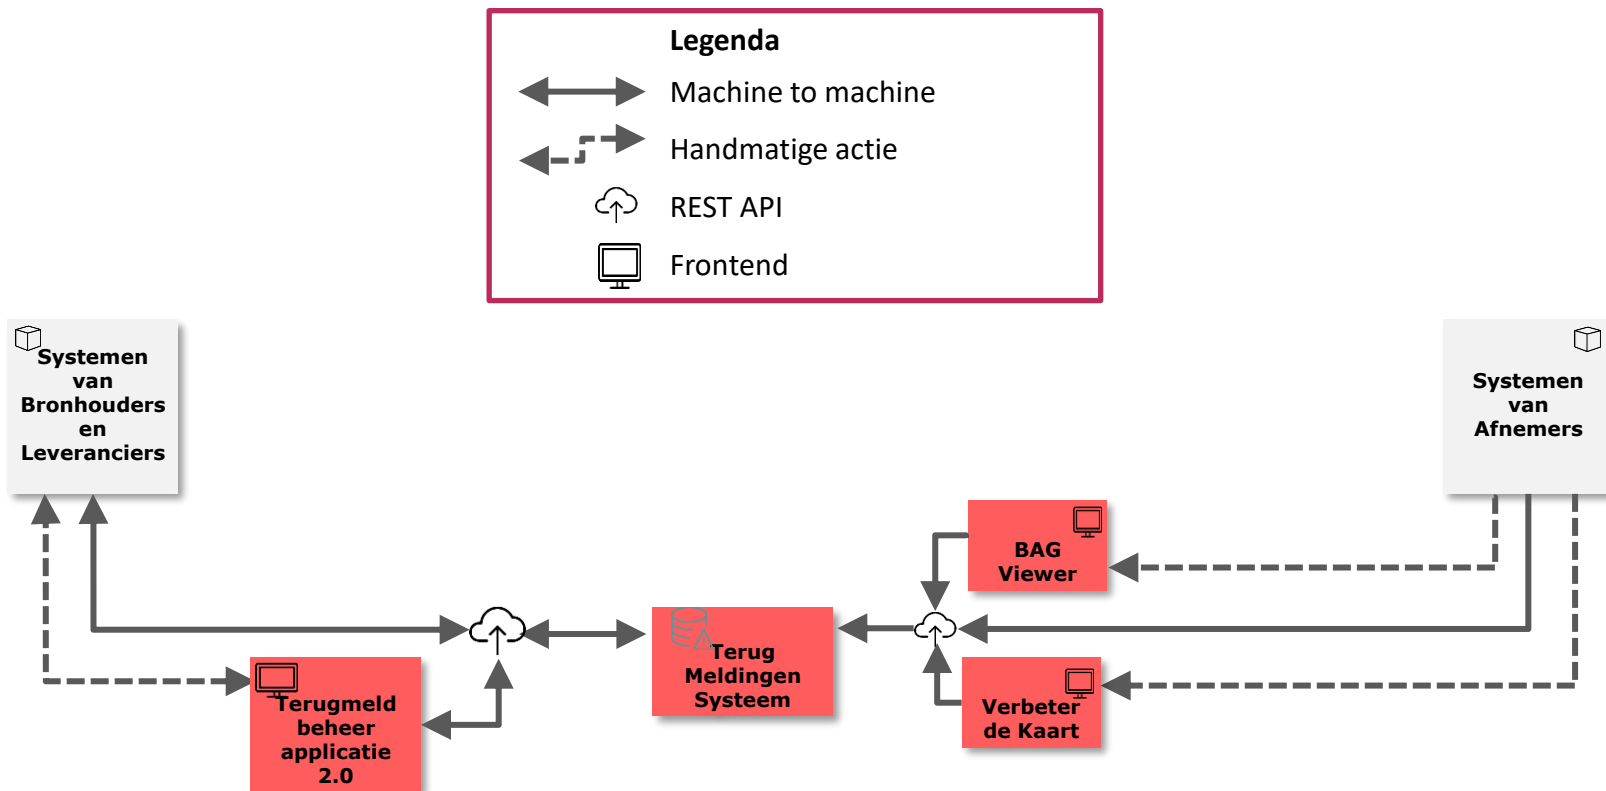 Legenda
Machine to machine
Handmatige actie
REST API
Frontend
Systemen
van
Bronhouders
en
Leveranciers
Systemen
van
Afnemers
BAG
Viewer
Terug
Meldingen
Systeem
Verbeter
de Kaart
Terugmeld
beheer
applicatie
2.0